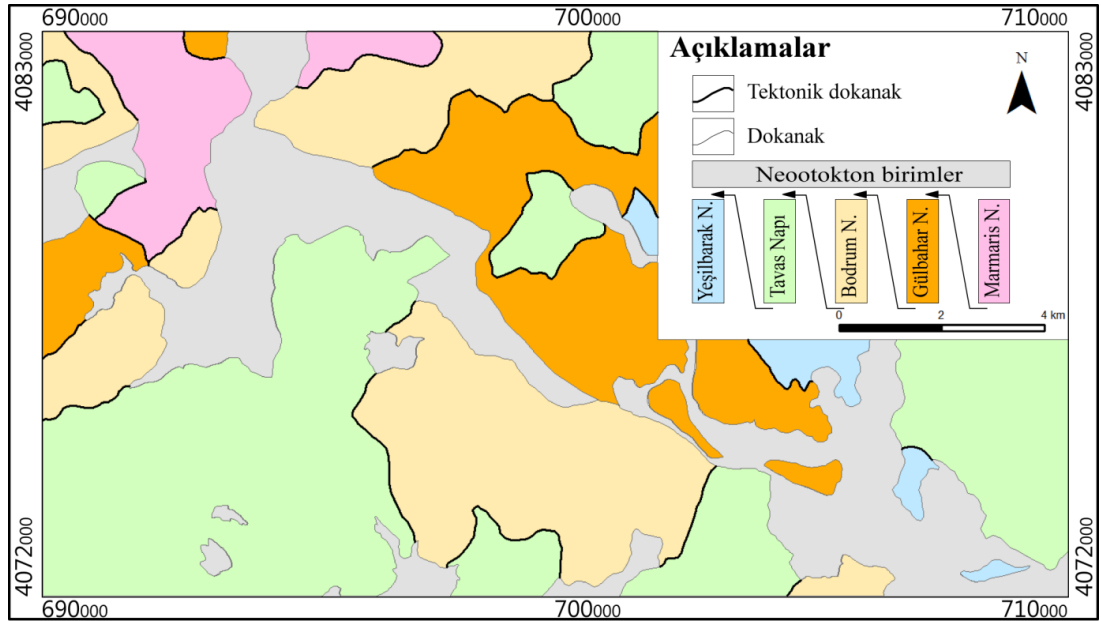 690000 700000 710000
4083000
4083000
Açıklamalar
N
Tektonik dokanak
Dokanak
Neootokton birimler
Yeşilbarak N.
Tavas Napı
Bodrum N.
Gülbahar N.
Marmaris N.
0 2 4 km
4072000
4072000
690000 700000 710000